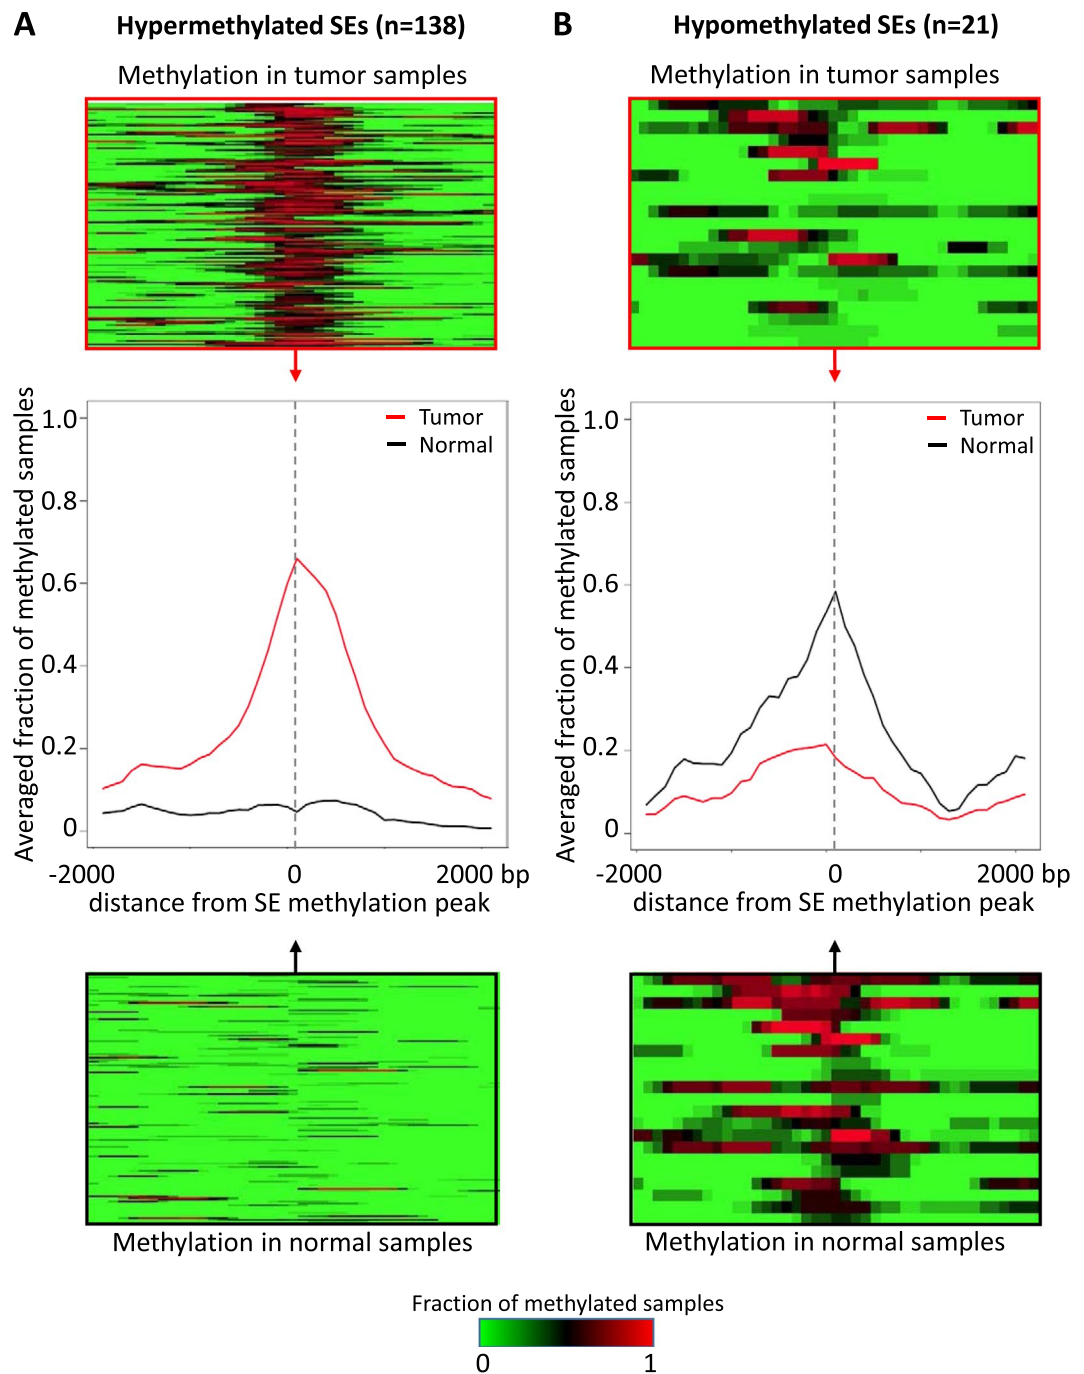 A
Hypermethylated SEs (n=138)
Methylation in tumor samples
Averaged fraction of methylated samples
1.0
0.8
0.6
0.4
0.2
0
Tumor
Normal
-2000
0
2000 bp
distance from SE methylation peak
Methylation in normal samples
B
Hypomethylated SEs (n=21)
Methylation in tumor samples
Averaged fraction of methylated samples
1.0
0.8
0.6
0.4
0.2
0
Tumor
Normal
-2000
0
2000 bp
distance from SE methylation peak
Methylation in normal samples
Fraction of methylated samples
0
1